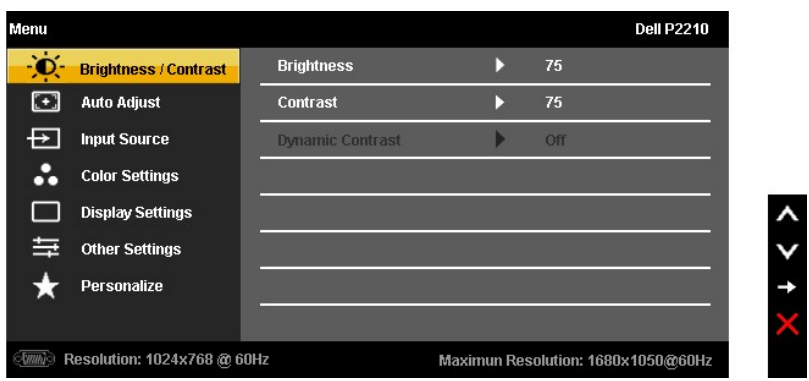 Menu Dell P2210
Brightness / Contrast Brightness 75
Auto Adjust Contrast 75
Input Source Dynamic Contrast Off
Color Settings
Display Settings
Other Settings
Personalize
Resolution: 1024x768 @ 60Hz Maximun Resolution: 1680x1050@60Hz